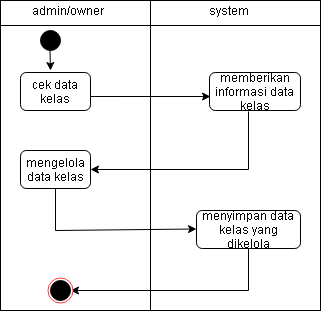 admin/owner
system
cek data
kelas
memberikan
informasi data
kelas
mengelola
data kelas
menyimpan data
kelas yang
dikelola